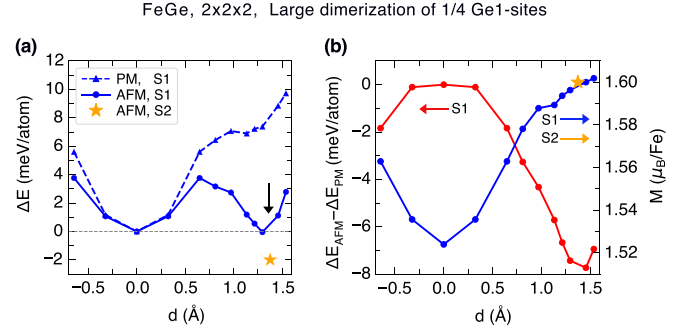 FeGe, 2x2x2, Large dimerization of 1/4 Ge1-sites
(a)
PM, S1
AFM, S1
AFM, S2
ΔE (meV/atom)
12
10
8
6
4
2
0
−2
−0.5 0.0 0.5 1.0 1.5
d (Å)
(b)
S1
S1
S2
ΔE_AFM−ΔE_PM (meV/atom)
0
−2
−4
−6
−8
−0.5 0.0 0.5 1.0 1.5
d (Å)
1.60
1.58
1.56
1.54
1.52
M (μ_B/Fe)